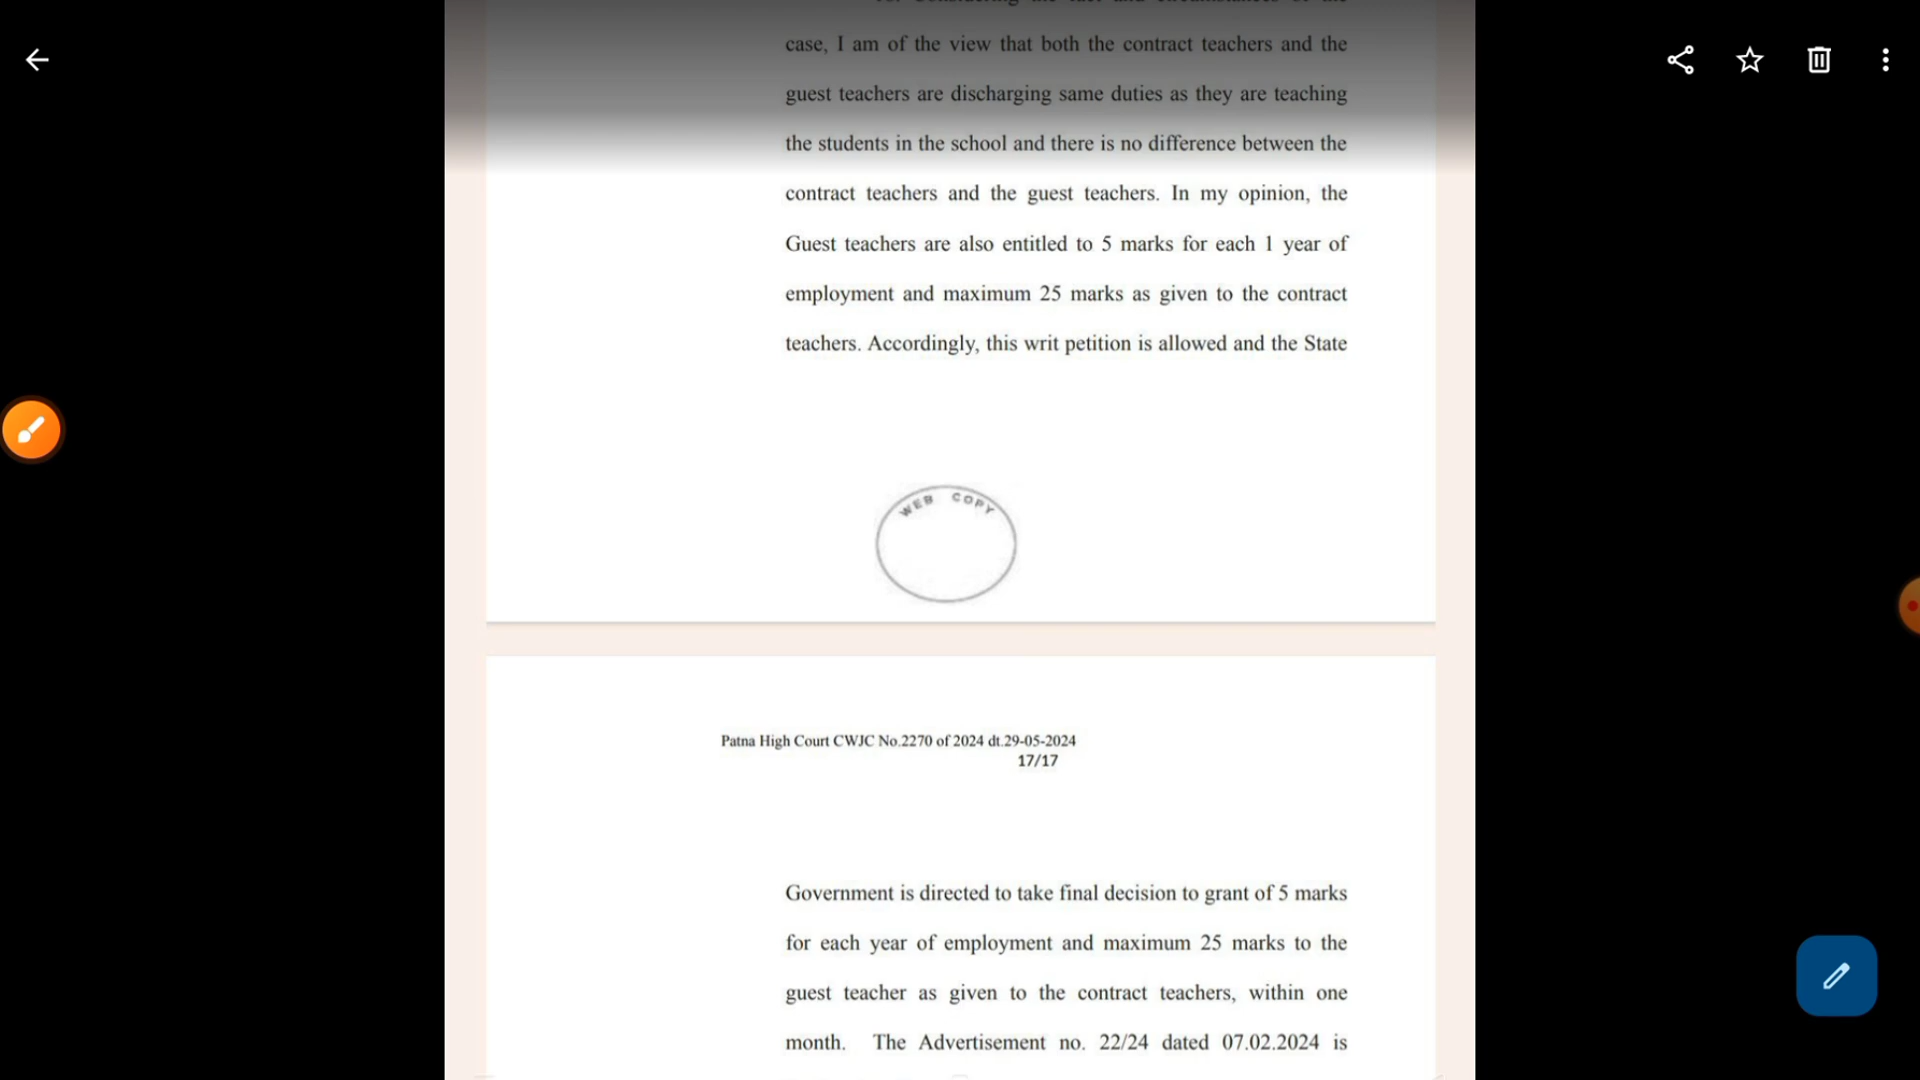 case, I am of the view that both the contract teachers and the
guest teachers are discharging same duties as they are teaching
the students in the school and there is no difference between the
contract teachers and the guest teachers. In my opinion, the
Guest teachers are also entitled to 5 marks for each 1 year of
employment and maximum 25 marks as given to the contract
teachers. Accordingly, this writ petition is allowed and the State
WEB COPY
Patna High Court CWJC No.2270 of 2024 dt.29-05-2024
17/17
Government is directed to take final decision to grant of 5 marks
for each year of employment and maximum 25 marks to the
guest teacher as given to the contract teachers, within one
month. The Advertisement no. 22/24 dated 07.02.2024 is